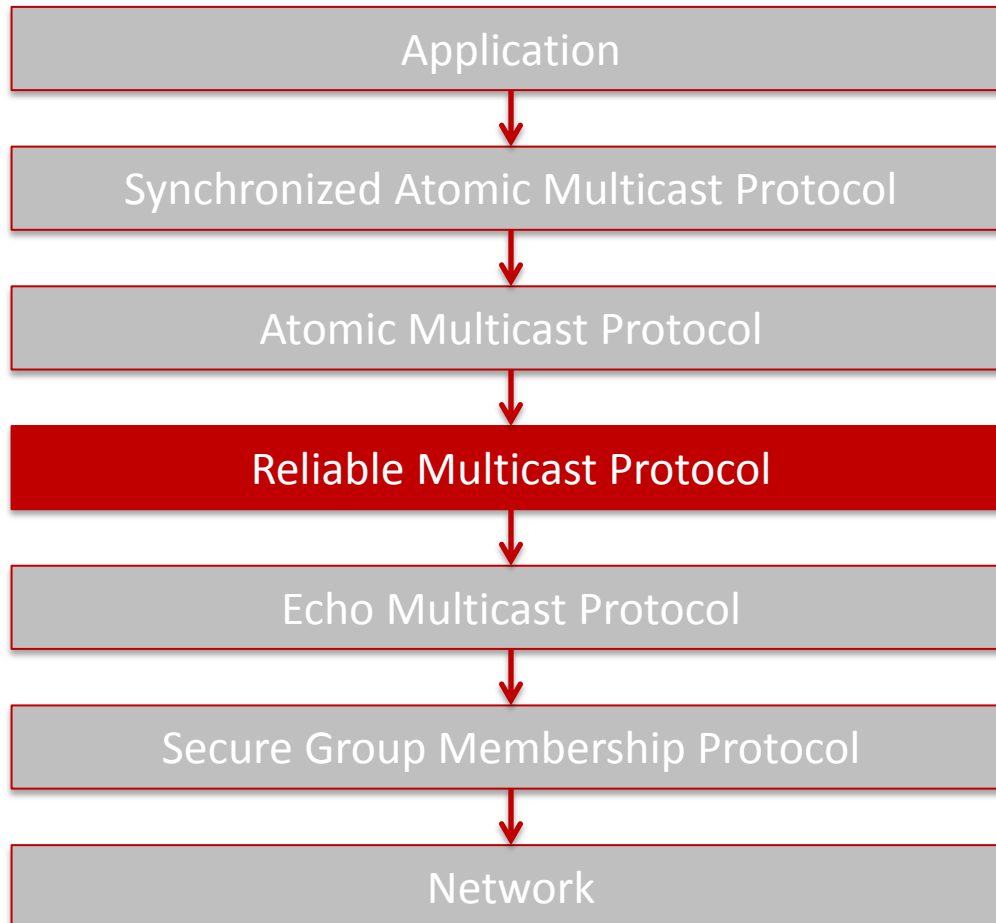 Application
Synchronized Atomic Multicast Protocol
Atomic Multicast Protocol
Reliable Multicast Protocol
Echo Multicast Protocol
Secure Group Membership Protocol
Network